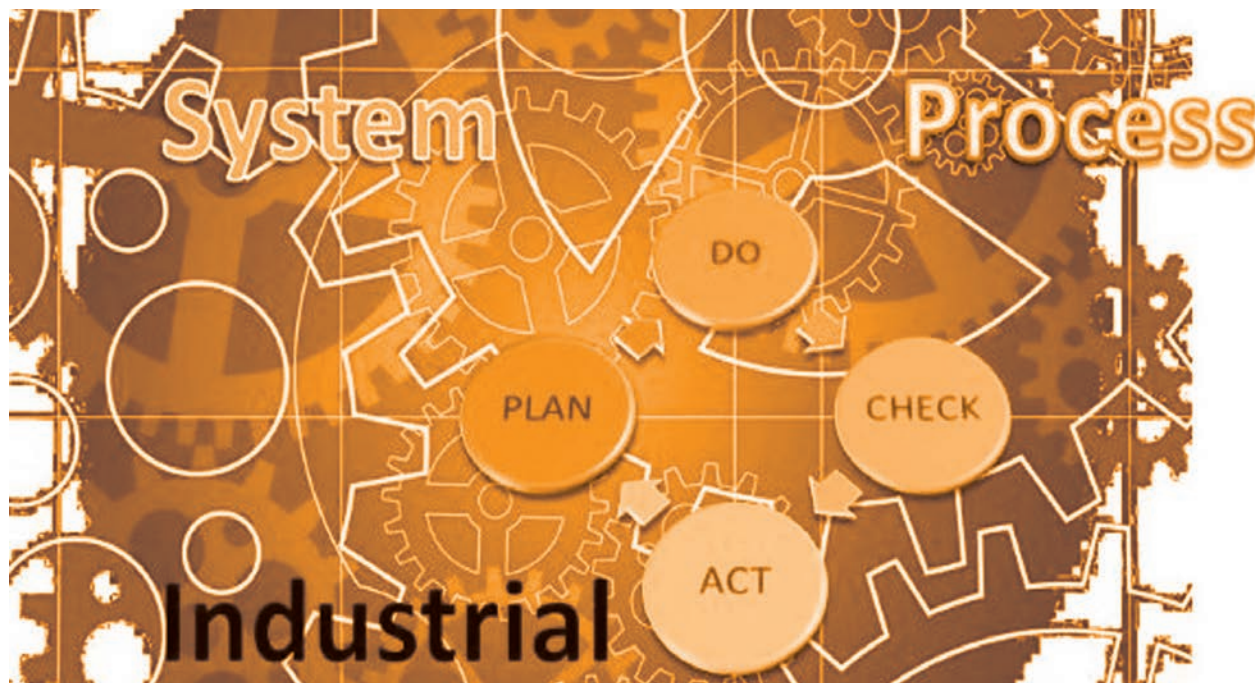 System
Process
DO
PLAN
CHECK
ACT
Industrial